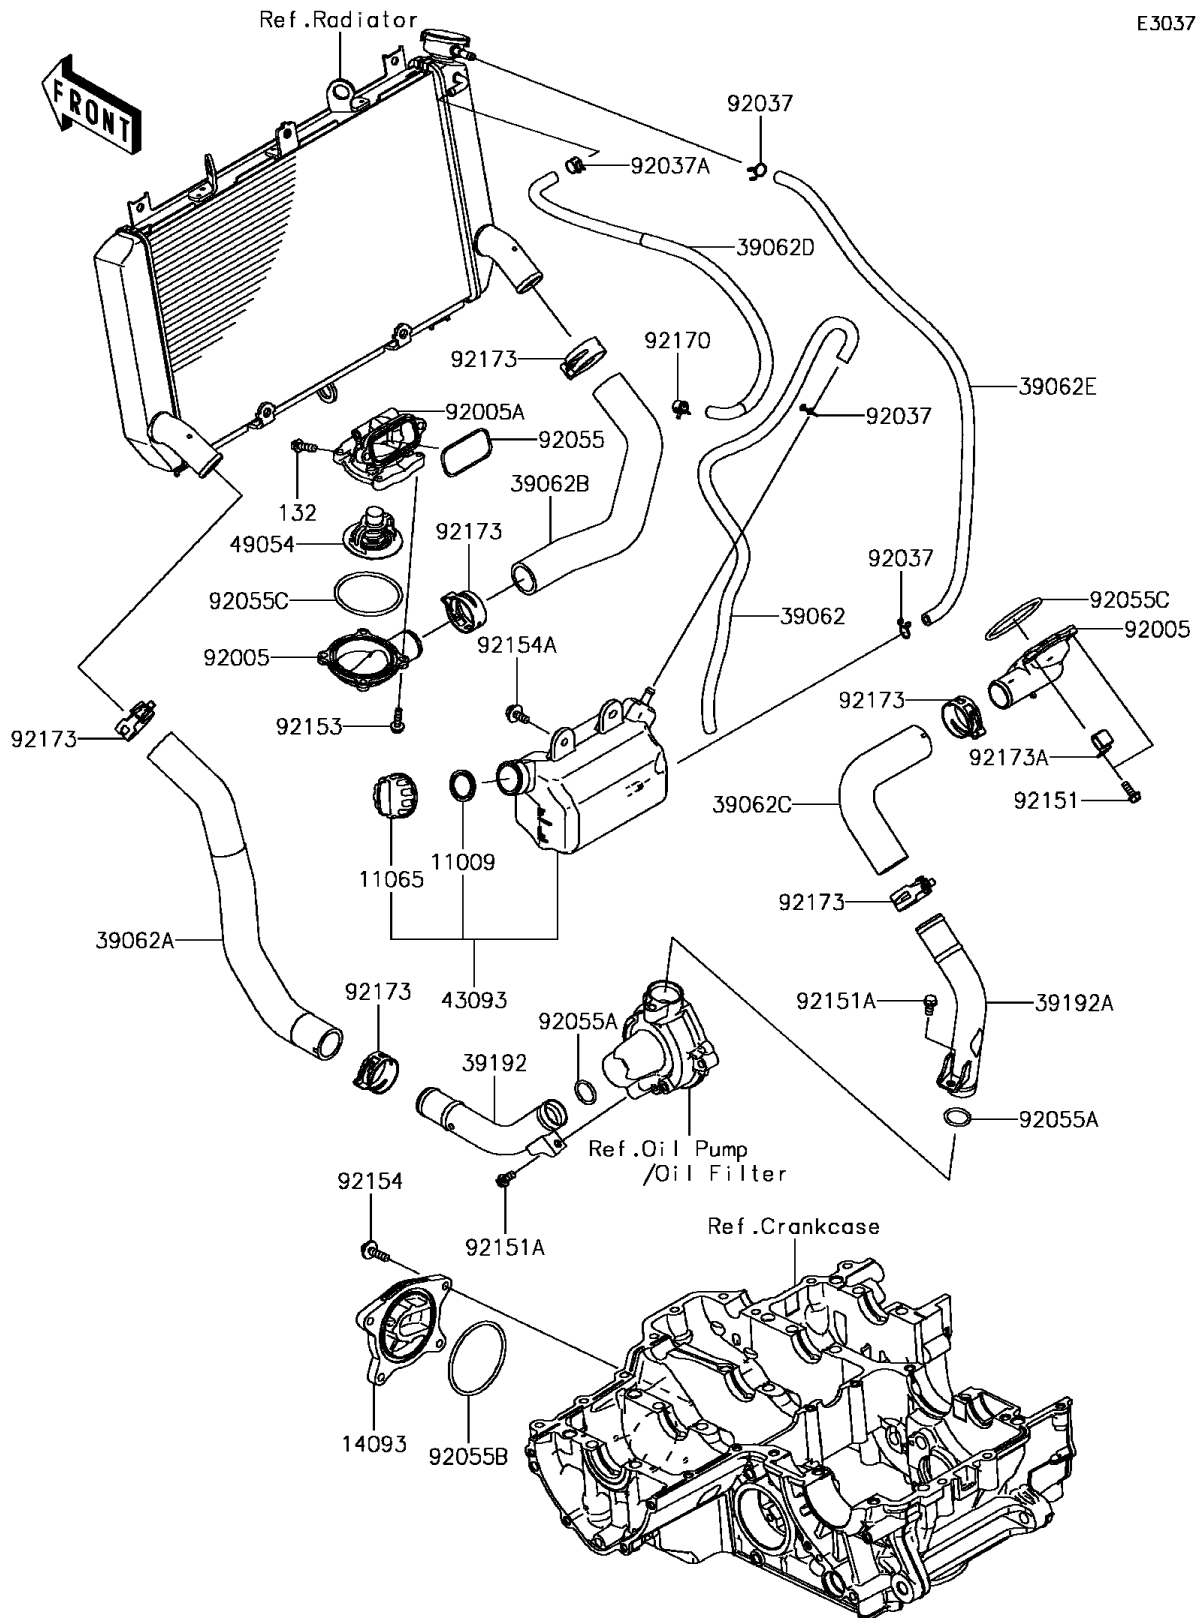 Ref.Radiator
E3037
FRONT
92037
92037A
39062D
92170
92173
39062E
92005A
92037
92055
39062B
132
92173
49054
92037
92055C
92055C
39062
92005
92005
92154A
92173
92153
92173
92173A
92151
39062C
11009
11065
92173
39062A
92173
43093
92151A
39192A
92055A
39192
92055A
Ref.Oil Pump
/Oil Filter
92154
92151A
Ref.Crankcase
14093
92055B